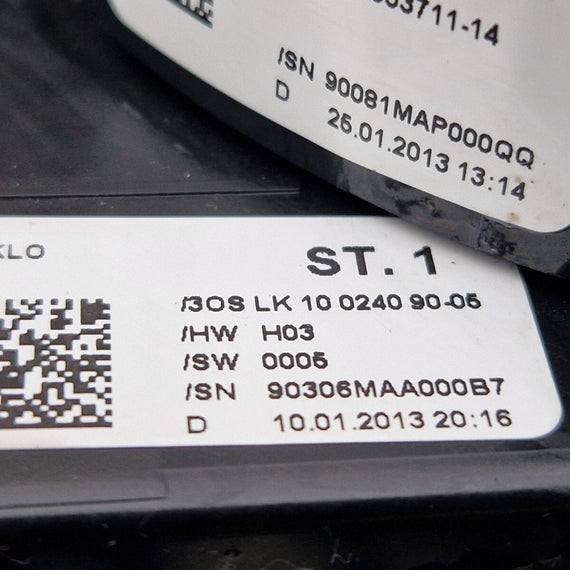 3711-14
/SN 90081MAP000QQ
D 25.01.2013 13:14
KLO
ST. 1
/3OS LK 10 0240 90-05
/HW H03
/SW 0005
/SN 90306MAA000B7
D 10.01.2013 20:16